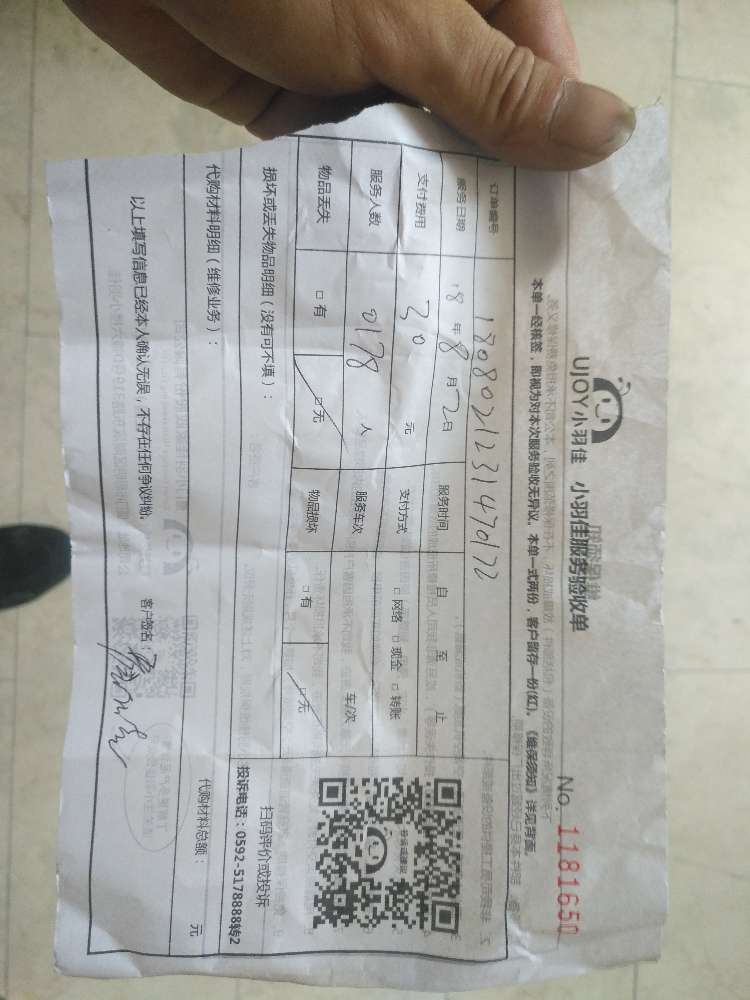 UJOY小羽佳 小羽佳服务验收单
No. 1181650
本单一经核签，即视为对本次服务验收无异议。本单一式两份，客户留存一份(红)。《维保须知》详见背面。
订单编号 1808021231470172
服务日期 18年8月2日 服务时间 自 至 止
支付费用 30 元 支付方式 □网络 □现金 □转账
服务人数 0178 人 服务车次 车/次
物品丢失 □有 □无 物品损坏 □有 □无
损坏或丢失物品明细（没有可不填）：
扫码评价或投诉
投诉电话：0592-5178888转2
代购材料明细（维修业务）： 代购材料总额： 元
以上填写信息已经本人确认无误，不存在任何争议纠纷。 客户签名：